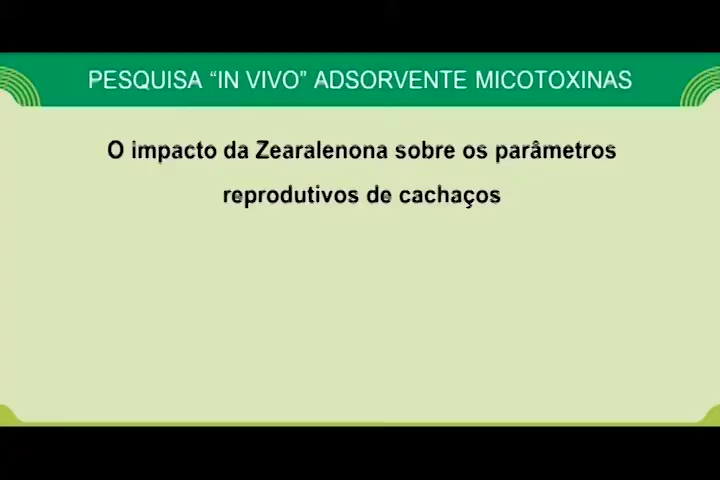 PESQUISA “IN VIVO” ADSORVENTE MICOTOXINAS
O impacto da Zearalenona sobre os parâmetros
reprodutivos de cachaços